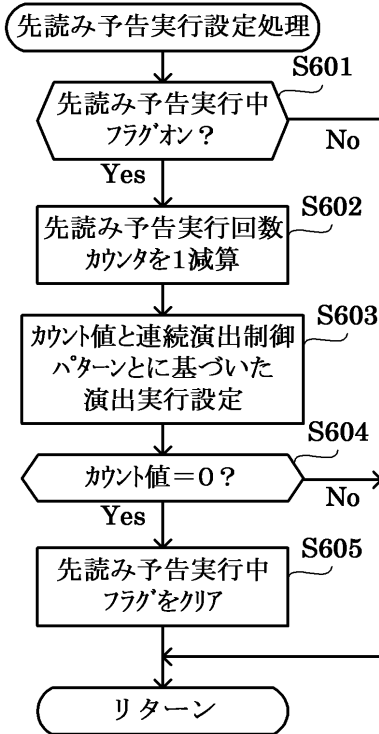 先読み予告実行設定処理
S601
先読み予告実行中
フラグオン？
No
Yes
S602
先読み予告実行回数
カウンタを１減算
S603
カウント値と連続演出制御
パターンとに基づいた
演出実行設定
S604
カウント値＝０？
No
Yes
S605
先読み予告実行中
フラグをクリア
リターン